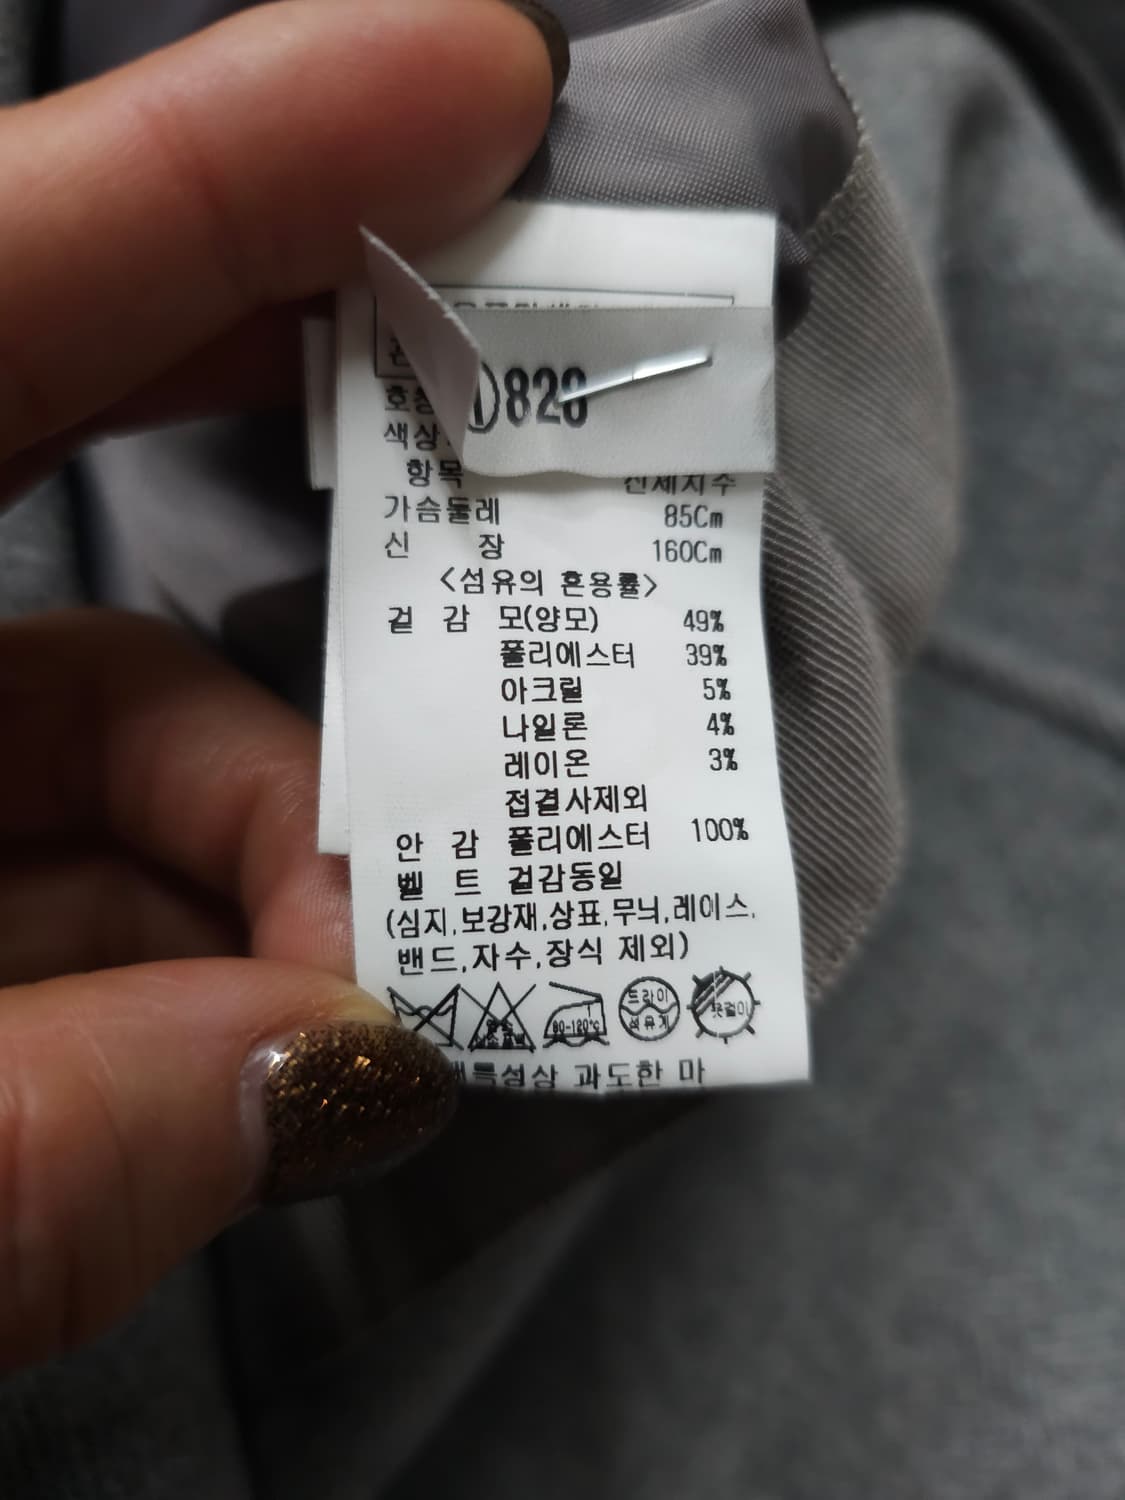 828
색상
항목 신체치수
가슴둘레 85Cm
신 장 160Cm
<섬유의 혼용률>
겉 감 모(양모) 49%
폴리에스터 39%
아크릴 5%
나일론 4%
레이온 3%
접결사제외
안 감 폴리에스터 100%
벨 트 겉감동일
(심지,보강재,상표,무늬,레이스,
밴드,자수,장식 제외)
80-120℃ 드라이 석유계 옷걸이
특성상 과도한 마